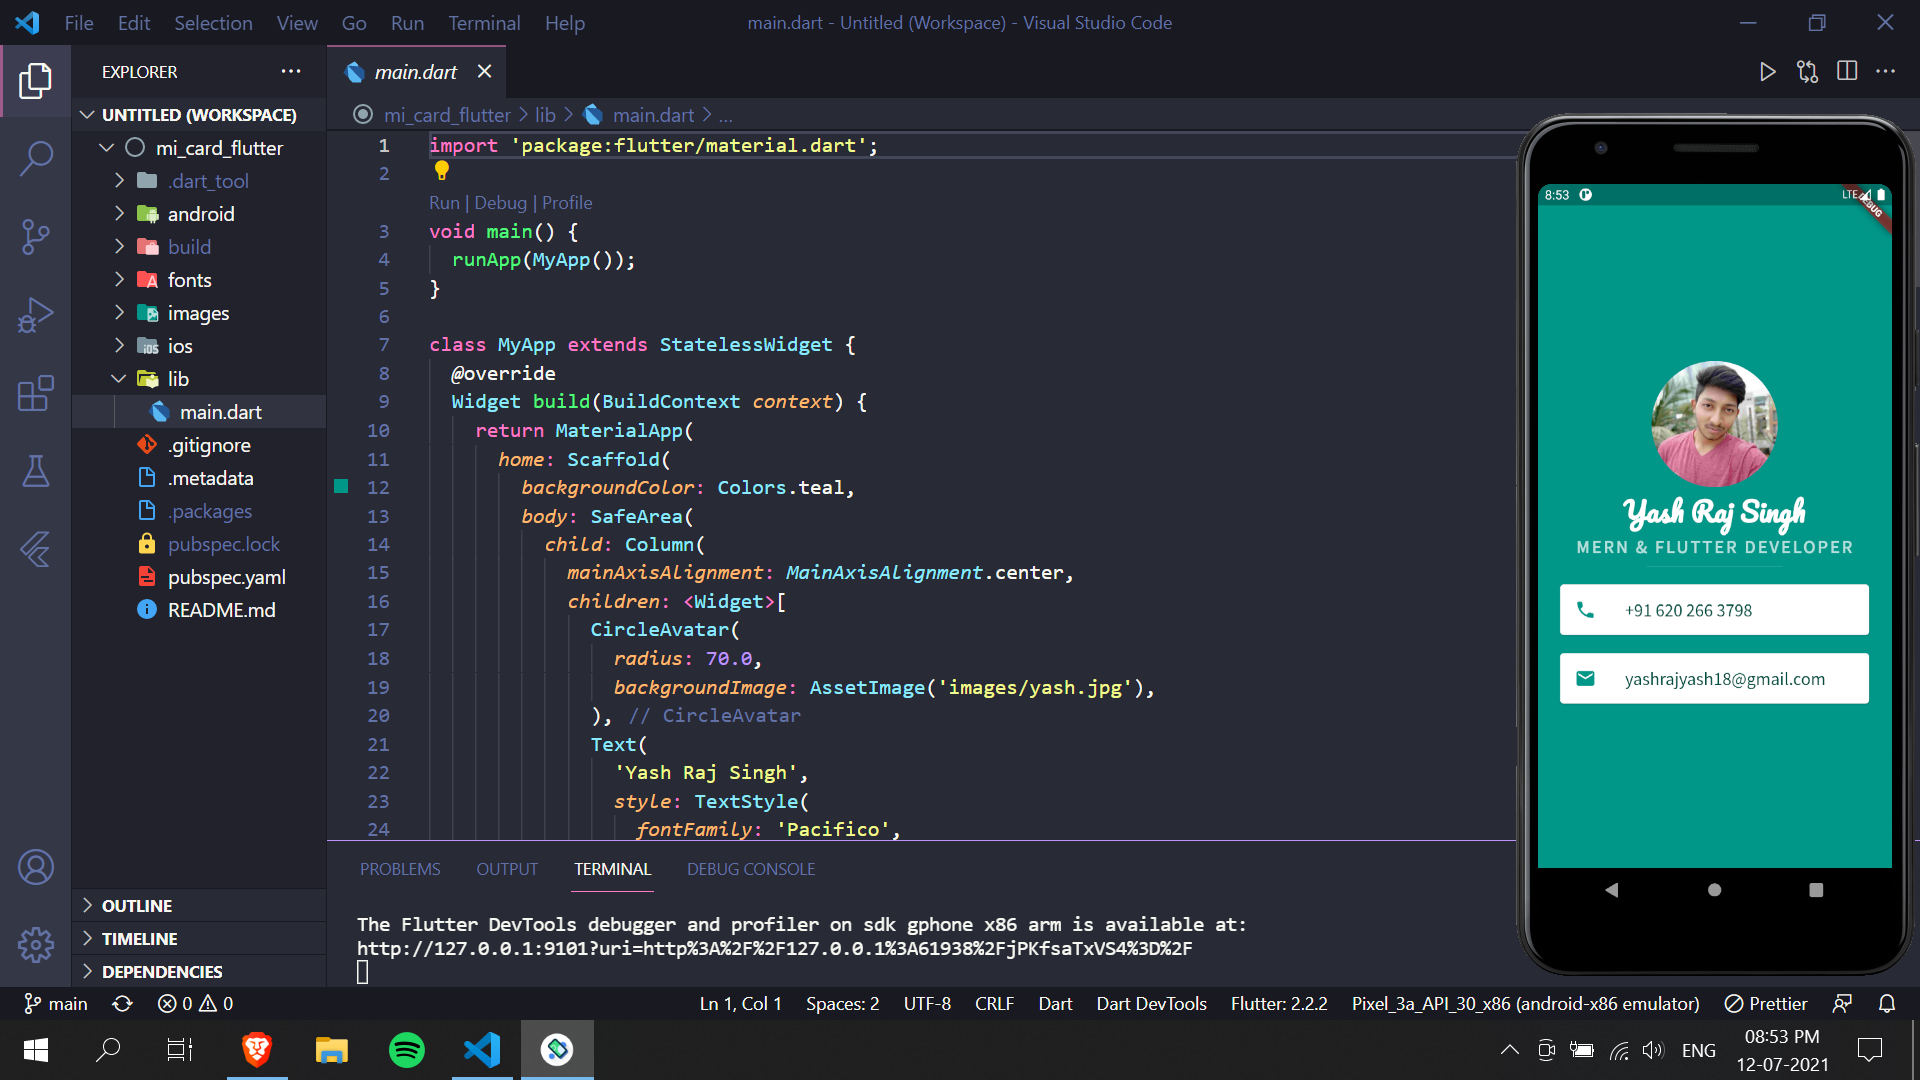 File Edit Selection View Go Run Terminal Help
main.dart - Untitled (Workspace) - Visual Studio Code
EXPLORER
UNTITLED (WORKSPACE)
mi_card_flutter
.dart_tool
android
build
fonts
images
ios
lib
main.dart
.gitignore
.metadata
.packages
pubspec.lock
pubspec.yaml
README.md
OUTLINE
TIMELINE
DEPENDENCIES
main.dart
mi_card_flutter > lib > main.dart > ...
1 import 'package:flutter/material.dart';
2
Run | Debug | Profile
3 void main() {
4 runApp(MyApp());
5 }
6
7 class MyApp extends StatelessWidget {
8 @override
9 Widget build(BuildContext context) {
10 return MaterialApp(
11 home: Scaffold(
12 backgroundColor: Colors.teal,
13 body: SafeArea(
14 child: Column(
15 mainAxisAlignment: MainAxisAlignment.center,
16 children: <Widget>[
17 CircleAvatar(
18 radius: 70.0,
19 backgroundImage: AssetImage('images/yash.jpg'),
20 ), // CircleAvatar
21 Text(
22 'Yash Raj Singh',
23 style: TextStyle(
24 fontFamily: 'Pacifico',
PROBLEMS OUTPUT TERMINAL DEBUG CONSOLE
The Flutter DevTools debugger and profiler on sdk gphone x86 arm is available at:
http://127.0.0.1:9101?uri=http%3A%2F%2F127.0.0.1%3A61938%2FjPKfsaTxVS4%3D%2F
8:53 LTE
DEBUG
Yash Raj Singh
MERN & FLUTTER DEVELOPER
+91 620 266 3798
yashrajyash18@gmail.com
main 0 0 Ln 1, Col 1 Spaces: 2 UTF-8 CRLF Dart Dart DevTools Flutter: 2.2.2 Pixel_3a_API_30_x86 (android-x86 emulator) Prettier
ENG
08:53 PM
12-07-2021